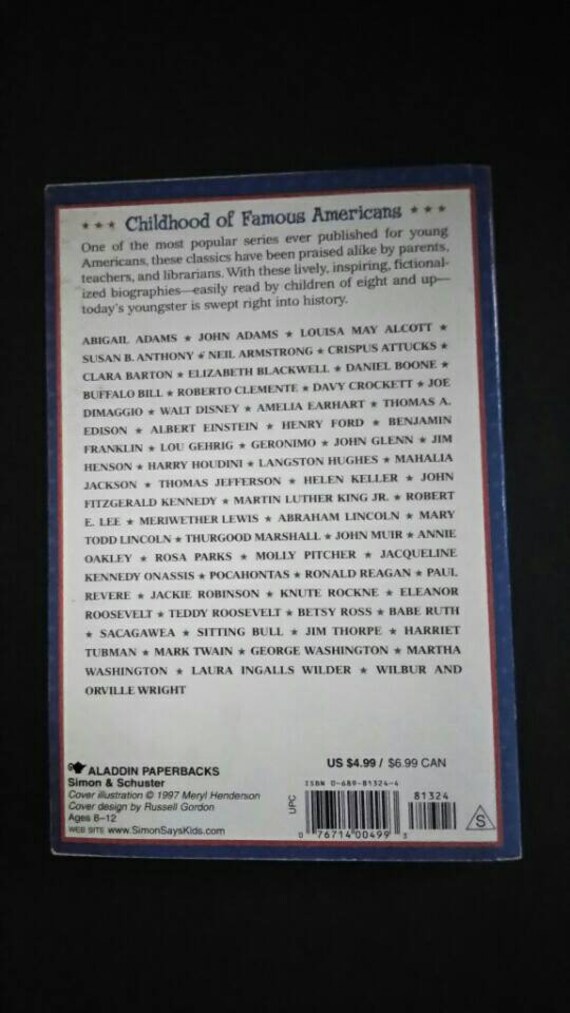 ★ ★ ★ Childhood of Famous Americans ★ ★ ★
One of the most popular series ever published for young
Americans, these classics have been praised alike by parents,
teachers, and librarians. With these lively, inspiring, fictional-
ized biographies—easily read by children of eight and up—
today's youngster is swept right into history.
ABIGAIL ADAMS ★ JOHN ADAMS ★ LOUISA MAY ALCOTT ★
SUSAN B. ANTHONY ★ NEIL ARMSTRONG ★ CRISPUS ATTUCKS ★
CLARA BARTON ★ ELIZABETH BLACKWELL ★ DANIEL BOONE ★
BUFFALO BILL ★ ROBERTO CLEMENTE ★ DAVY CROCKETT ★ JOE
DIMAGGIO ★ WALT DISNEY ★ AMELIA EARHART ★ THOMAS A.
EDISON ★ ALBERT EINSTEIN ★ HENRY FORD ★ BENJAMIN
FRANKLIN ★ LOU GEHRIG ★ GERONIMO ★ JOHN GLENN ★ JIM
HENSON ★ HARRY HOUDINI ★ LANGSTON HUGHES ★ MAHALIA
JACKSON ★ THOMAS JEFFERSON ★ HELEN KELLER ★ JOHN
FITZGERALD KENNEDY ★ MARTIN LUTHER KING JR. ★ ROBERT
E. LEE ★ MERIWETHER LEWIS ★ ABRAHAM LINCOLN ★ MARY
TODD LINCOLN ★ THURGOOD MARSHALL ★ JOHN MUIR ★ ANNIE
OAKLEY ★ ROSA PARKS ★ MOLLY PITCHER ★ JACQUELINE
KENNEDY ONASSIS ★ POCAHONTAS ★ RONALD REAGAN ★ PAUL
REVERE ★ JACKIE ROBINSON ★ KNUTE ROCKNE ★ ELEANOR
ROOSEVELT ★ TEDDY ROOSEVELT ★ BETSY ROSS ★ BABE RUTH
★ SACAGAWEA ★ SITTING BULL ★ JIM THORPE ★ HARRIET
TUBMAN ★ MARK TWAIN ★ GEORGE WASHINGTON ★ MARTHA
WASHINGTON ★ LAURA INGALLS WILDER ★ WILBUR AND
ORVILLE WRIGHT
ALADDIN PAPERBACKS
Simon & Schuster
Cover illustration © 1997 Meryl Henderson
Cover design by Russell Gordon
Ages 8–12
WEB SITE www.SimonSaysKids.com
US $4.99 / $6.99 CAN
ISBN 0-689-81324-4
81324
UPC
0 76714 00499 3
S